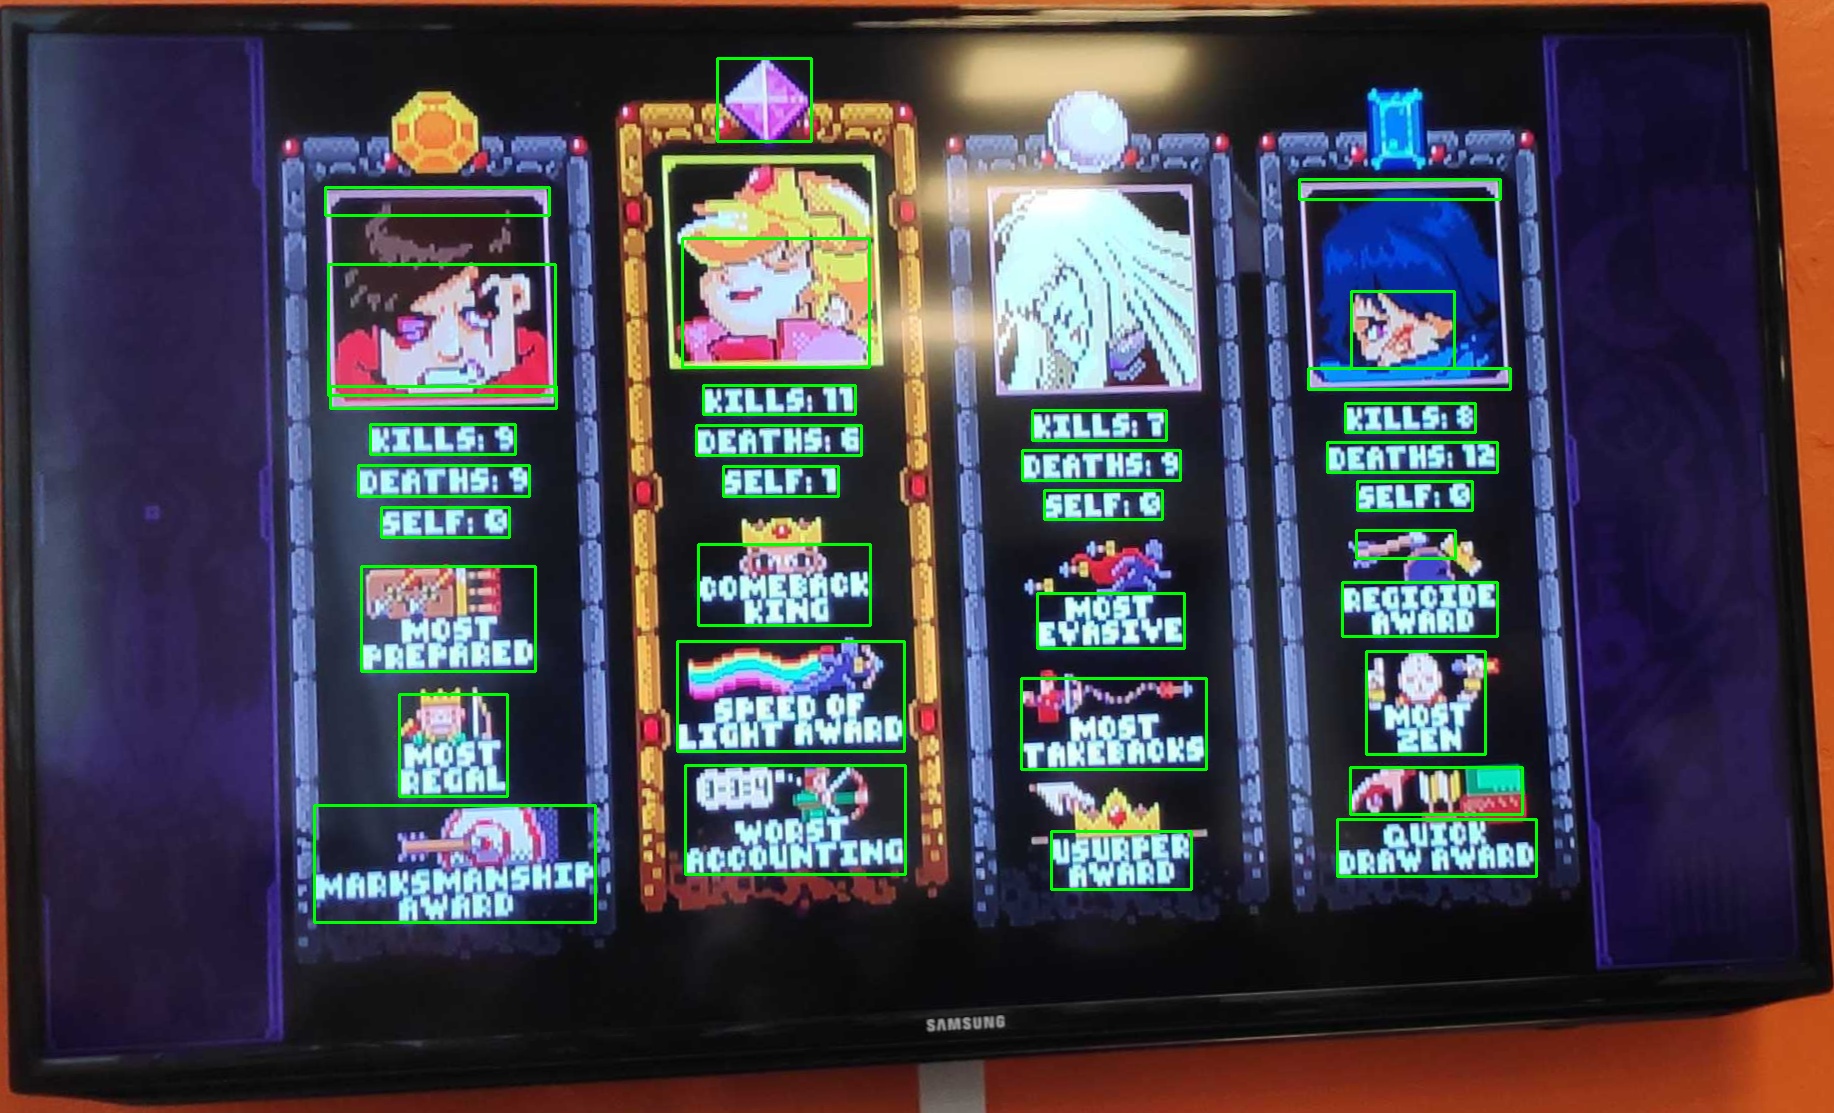 KILLS: 9
DEATHS: 9
SELF: 0
MOST
PREPARED
MOST
REGAL
MARKSMANSHIP
AWARD
KILLS: 11
DEATHS: 6
SELF: 1
COMEBACK
KING
SPEED OF
LIGHT AWARD
WORST
ACCOUNTING
KILLS: 7
DEATHS: 9
SELF: 0
MOST
EVASIVE
MOST
TAKEBACKS
USURPER
AWARD
KILLS: 8
DEATHS: 12
SELF: 0
REGICIDE
AWARD
MOST
ZEN
QUICK
DRAW AWARD
SAMSUNG